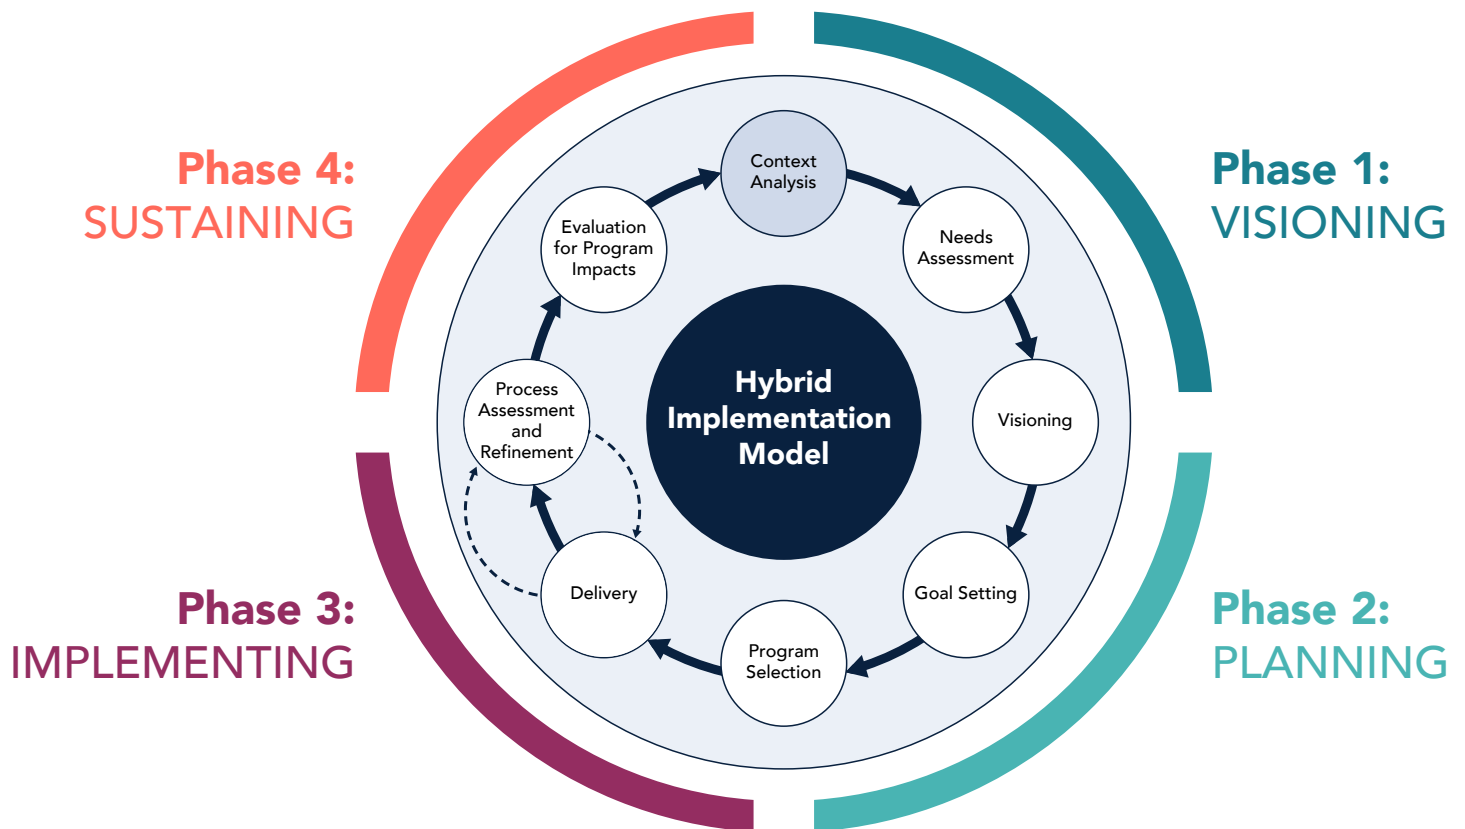 Phase 1:
VISIONING
Phase 2:
PLANNING
Phase 3:
IMPLEMENTING
Phase 4:
SUSTAINING
Context
Analysis
Needs
Assessment
Visioning
Goal Setting
Program
Selection
Delivery
Process
Assessment
and
Refinement
Evaluation
for Program
Impacts
Hybrid
Implementation
Model